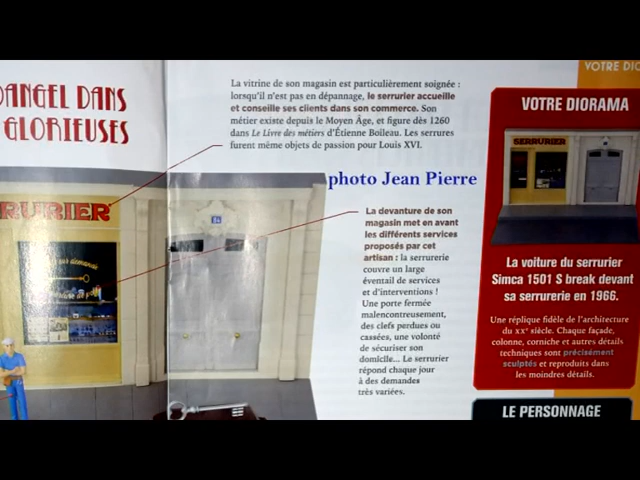 DANGEL DANS
GLORIEUSES
La vitrine de son magasin est particulièrement soignée :
lorsqu'il n'est pas en dépannage, le serrurier accueille
et conseille ses clients dans son commerce. Son
métier existe depuis le Moyen Âge, et figure dès 1260
dans Le Livre des métiers d'Étienne Boileau. Les serrures
furent même objets de passion pour Louis XVI.
photo Jean Pierre
RRURIER
La devanture de son
magasin met en avant
les différents services
proposés par cet
artisan : la serrurerie
couvre un large
éventail de services
et d'interventions !
Une porte fermée
malencontreusement,
des clefs perdues ou
cassées, une volonté
de sécuriser son
domicile... Le serrurier
répond chaque jour
à des demandes
très variées.
VOTRE DIO
VOTRE DIORAMA
SERRURIER
La voiture du serrurier
Simca 1501 S break devant
sa serrurerie en 1966.
Une réplique fidèle de l'architecture
du XXe siècle. Chaque façade,
colonne, corniche et autres détails
techniques sont précisément
sculptés et reproduits dans
les moindres détails.
LE PERSONNAGE